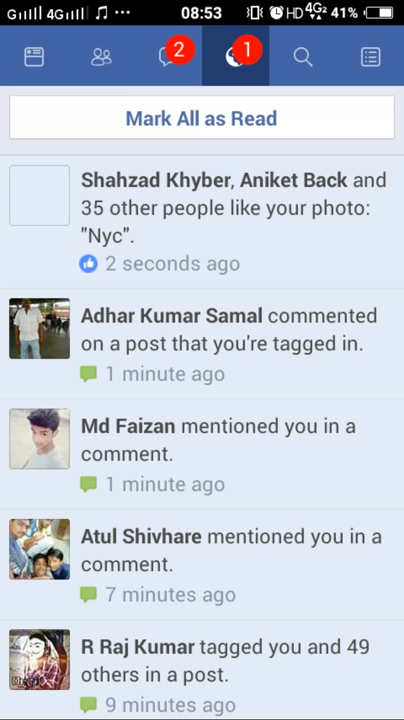 G 4G ... 08:53 HD 4G² 41%
2 1
Mark All as Read
Shahzad Khyber, Aniket Back and
35 other people like your photo:
"Nyc".
2 seconds ago
Adhar Kumar Samal commented
on a post that you're tagged in.
1 minute ago
Md Faizan mentioned you in a
comment.
1 minute ago
Atul Shivhare mentioned you in a
comment.
7 minutes ago
R Raj Kumar tagged you and 49
others in a post.
9 minutes ago